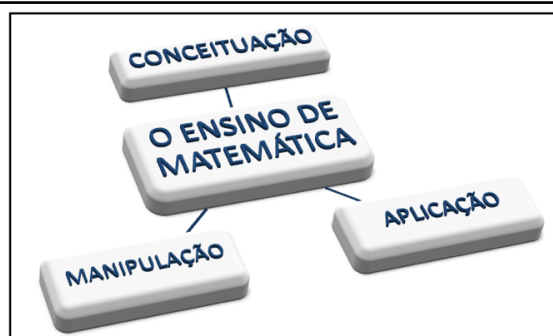 CONCEITUAÇÃO
O ENSINO DE
MATEMÁTICA
APLICAÇÃO
MANIPULAÇÃO